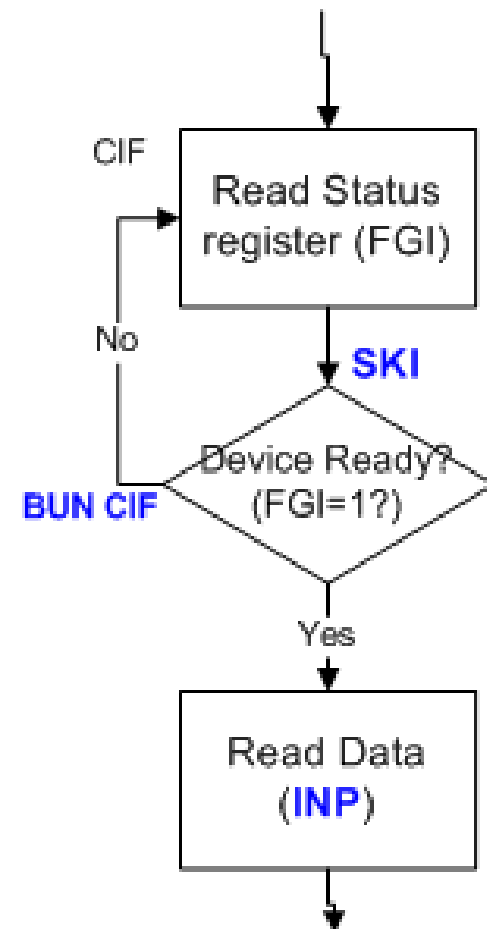 CIF
Read Status
register (FGI)
No
SKI
Device Ready?
(FGI=1?)
BUN CIF
Yes
Read Data
(INP)